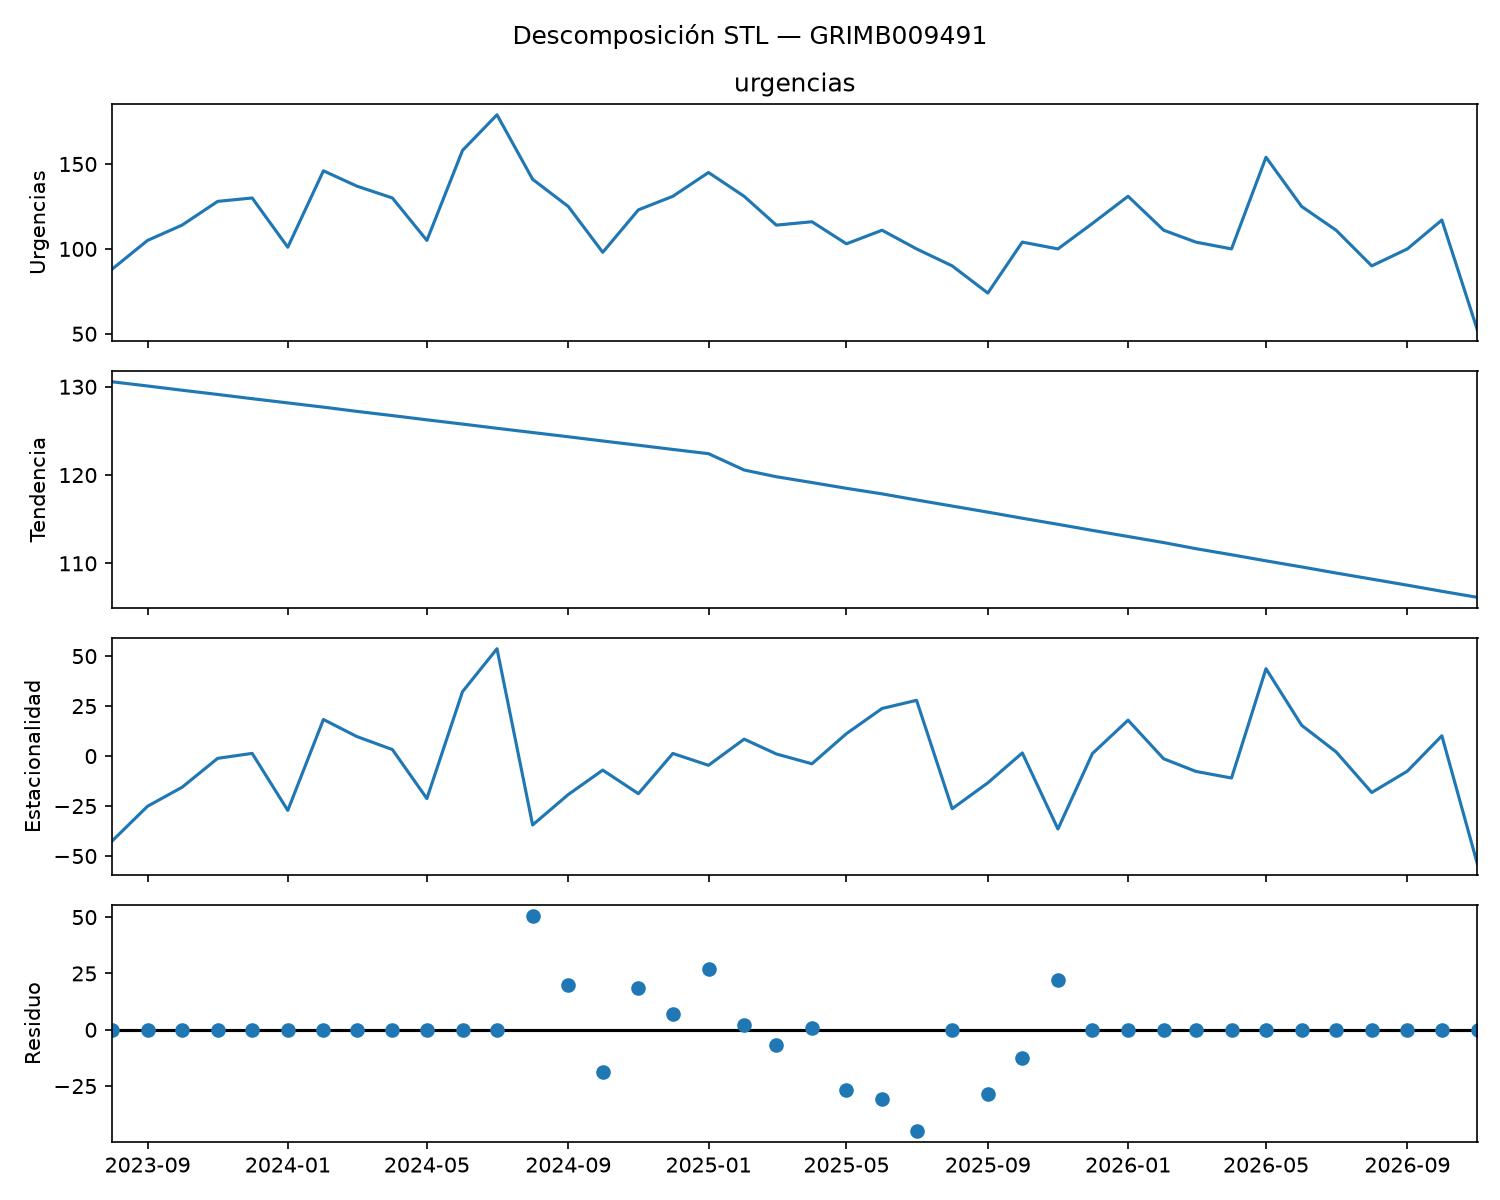 Descomposición STL — GRIMB009491
urgencias
Urgencias
150
100
50
Tendencia
130
120
110
Estacionalidad
50
25
0
−25
−50
Residuo
50
25
0
−25
2023-09 2024-01 2024-05 2024-09 2025-01 2025-05 2025-09 2026-01 2026-05 2026-09